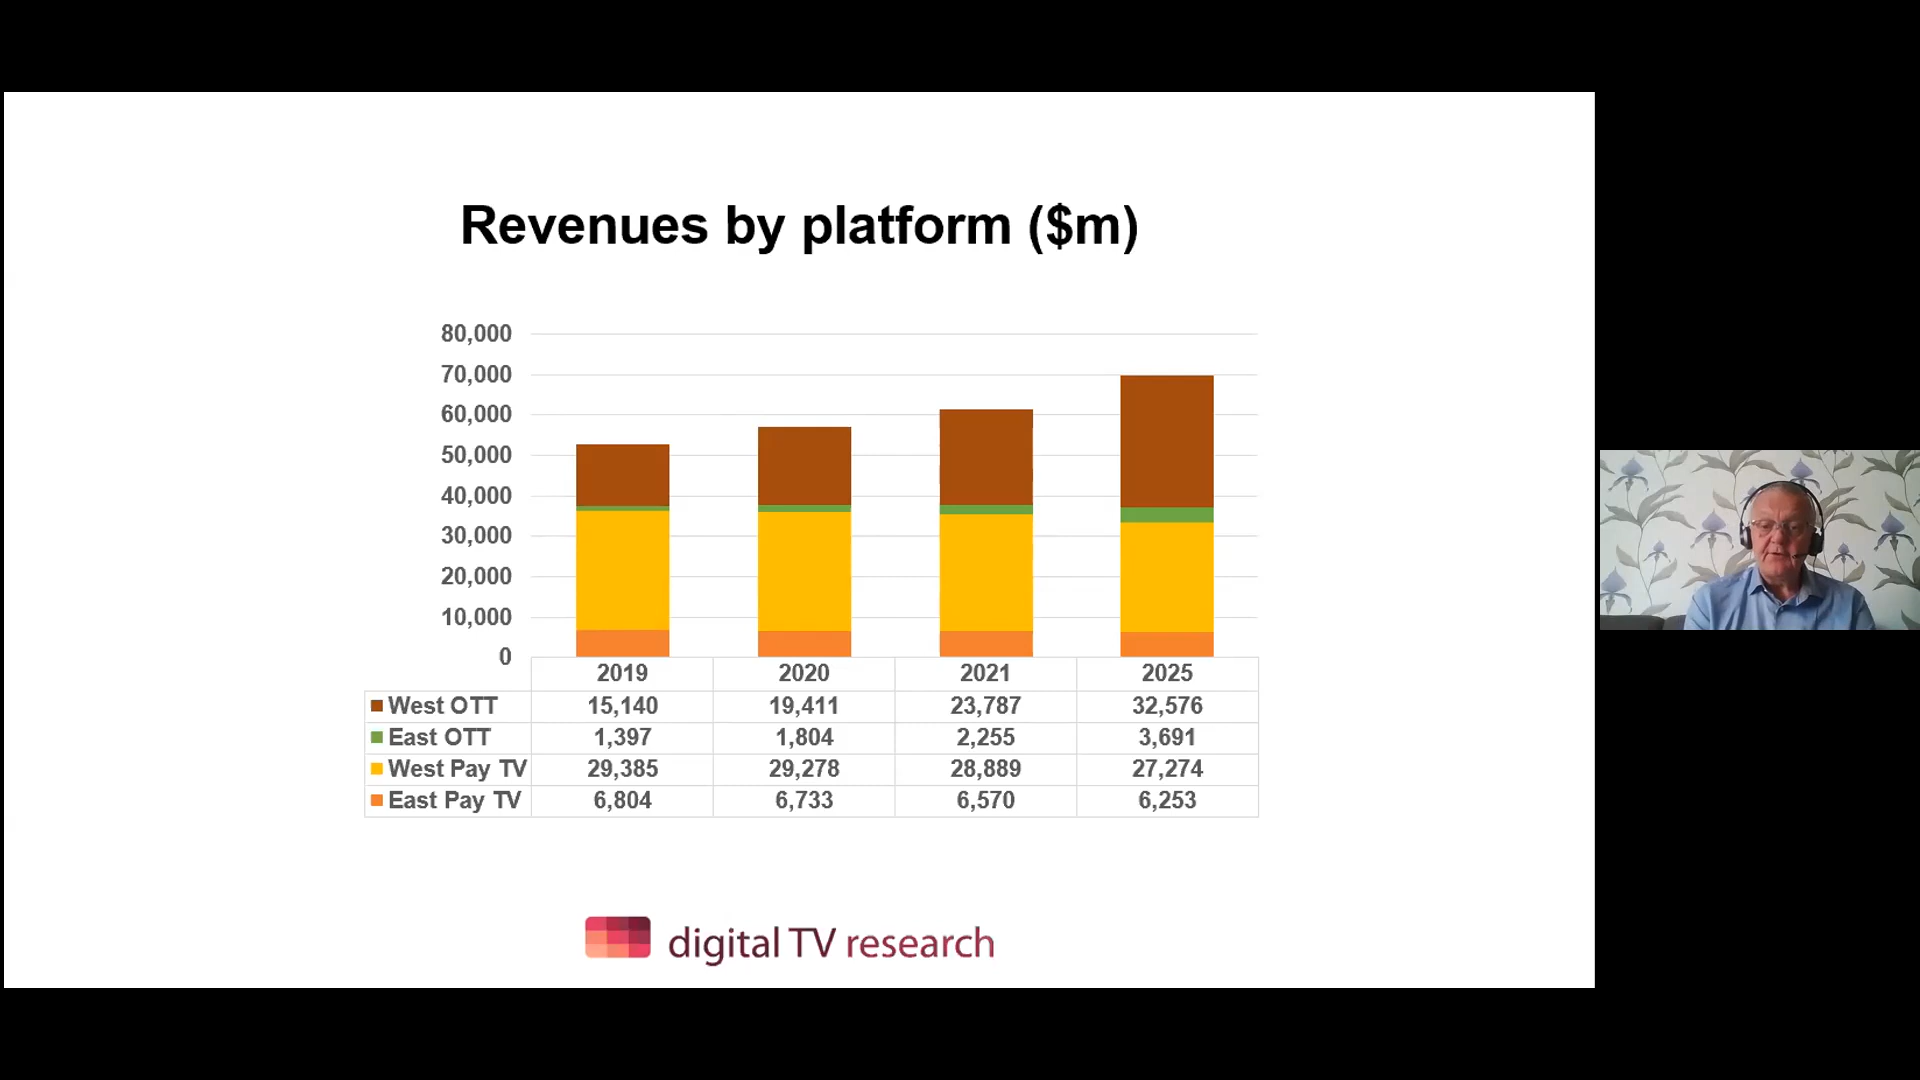 Revenues by platform ($m)
80,000
70,000
60,000
50,000
40,000
30,000
20,000
10,000
0
2019 2020 2021 2025
West OTT 15,140 19,411 23,787 32,576
East OTT 1,397 1,804 2,255 3,691
West Pay TV 29,385 29,278 28,889 27,274
East Pay TV 6,804 6,733 6,570 6,253
digital TV research